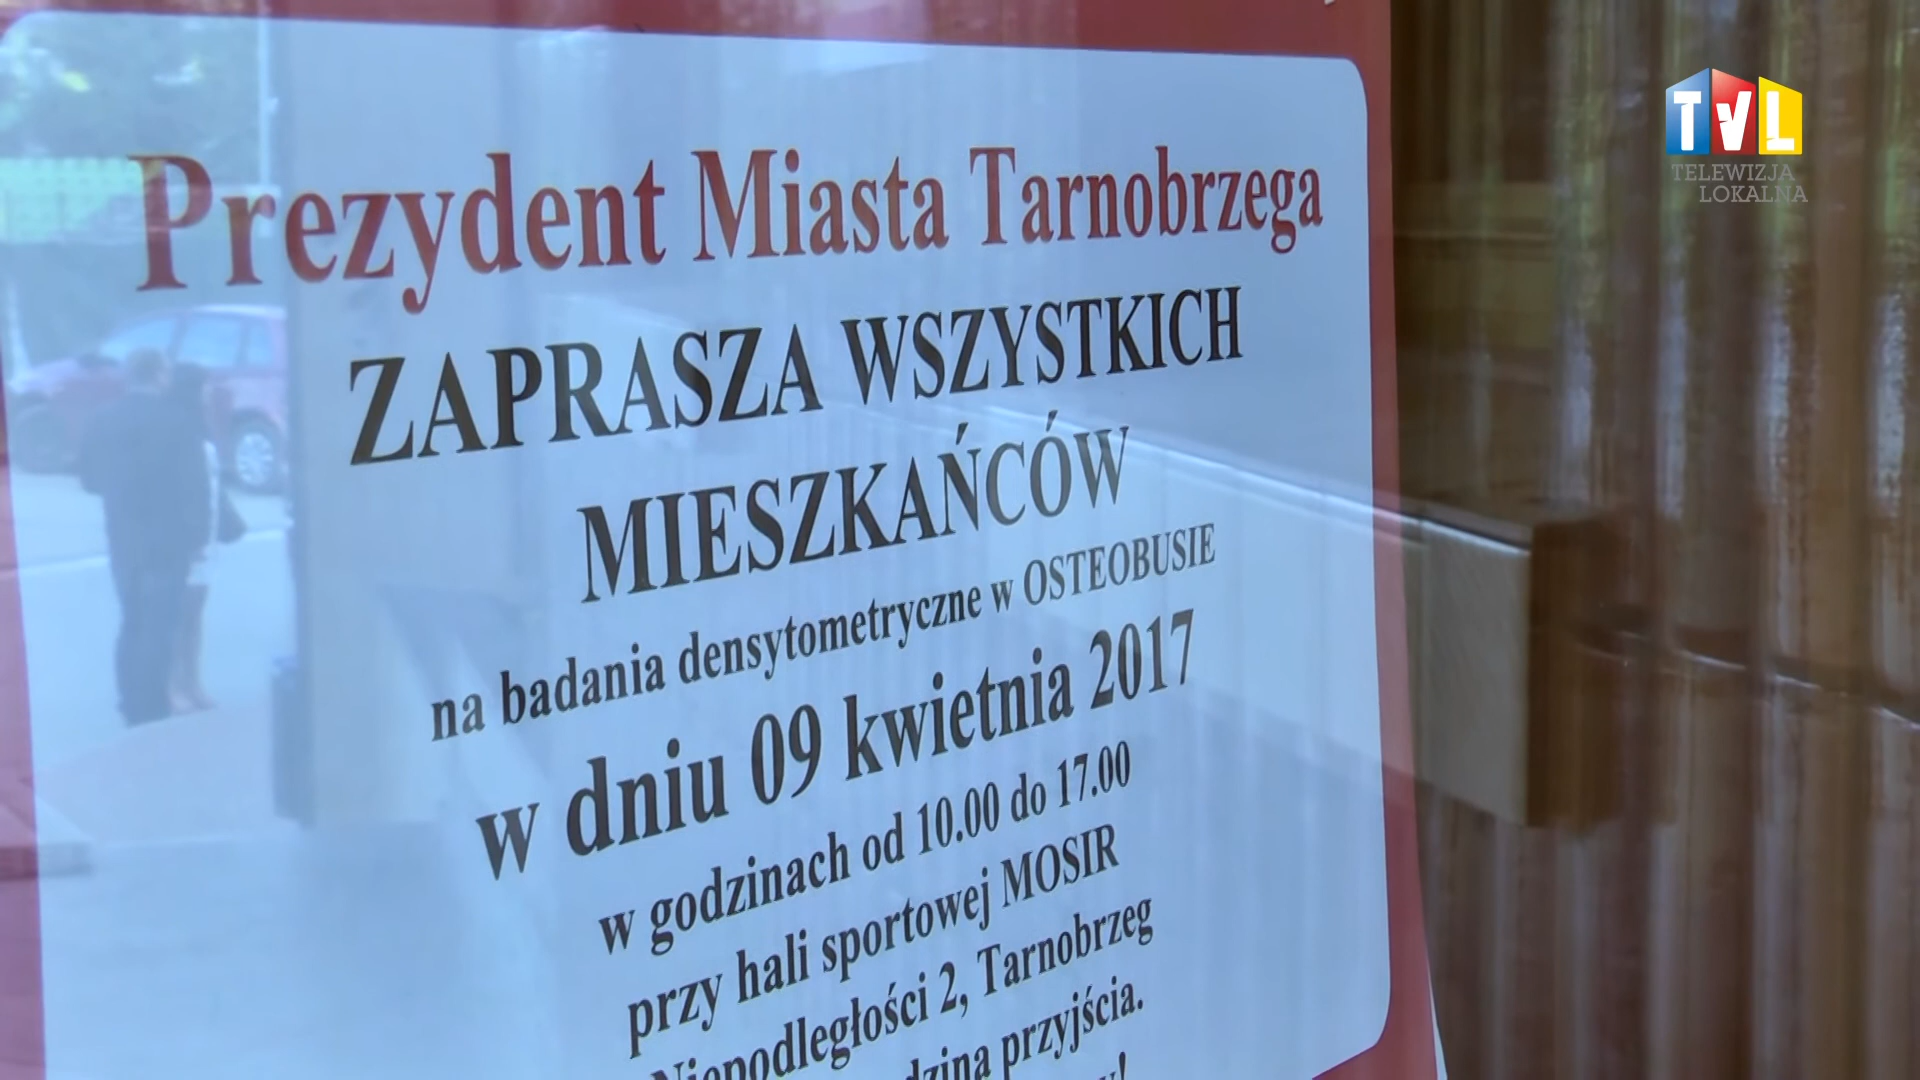 Prezydent Miasta Tarnobrzega
ZAPRASZA WSZYSTKICH
MIESZKAŃCÓW
na badania densytometryczne w OSTEOBUSIE
w dniu 09 kwietnia 2017
w godzinach od 10.00 do 17.00
przy hali sportowej MOSIR
Niepodległości 2, Tarnobrzeg
przyjścia.
TVL
TELEWIZJA
LOKALNA